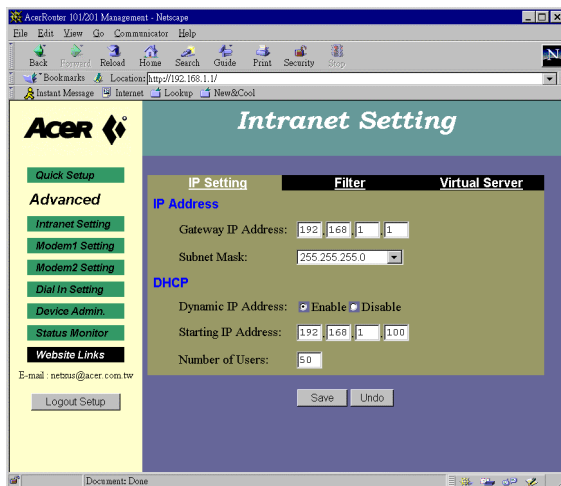 AcerRouter 101/201 Management - Netscape
File Edit View Go Communicator Help
Back Forward Reload Home Search Guide Print Security Stop
Bookmarks Location: http://192.168.1.1/
Instant Message Internet Lookup New&Cool
Acer
Intranet Setting
Quick Setup
Advanced
Intranet Setting
Modem1 Setting
Modem2 Setting
Dial In Setting
Device Admin.
Status Monitor
Website Links
E-mail : netxus@acer.com.tw
Logout Setup
IP Setting Filter Virtual Server
IP Address
Gateway IP Address: 192 . 168 . 1 . 1
Subnet Mask: 255.255.255.0
DHCP
Dynamic IP Address: Enable Disable
Starting IP Address: 192 . 168 . 1 . 100
Number of Users: 50
Save Undo
Document: Done